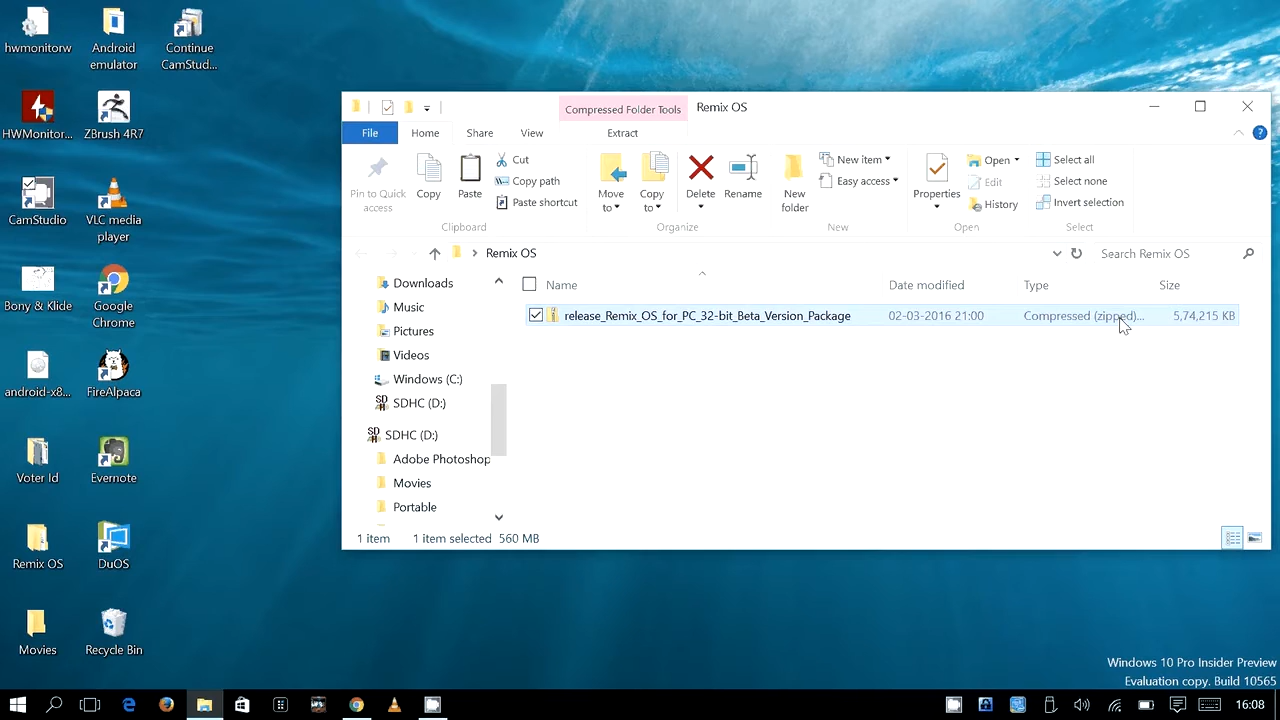 hwmonitorw
Android
emulator
Continue
CamStud...
HWMonitor...
ZBrush 4R7
CamStudio
VLC media
player
Bony & Klide
Google
Chrome
android-x8...
FireAlpaca
Voter Id
Evernote
Remix OS
DuOS
Movies
Recycle Bin
Compressed Folder Tools
Remix OS
File
Home
Share
View
Extract
Pin to Quick
access
Copy
Paste
Cut
Copy path
Paste shortcut
Clipboard
Move
to
Copy
to
Delete
Rename
Organize
New
folder
New item
Easy access
New
Properties
Open
Edit
History
Open
Select all
Select none
Invert selection
Select
Remix OS
Search Remix OS
Downloads
Music
Pictures
Videos
Windows (C:)
SDHC (D:)
SDHC (D:)
Adobe Photoshop
Movies
Portable
Name
Date modified
Type
Size
release_Remix_OS_for_PC_32-bit_Beta_Version_Package
02-03-2016 21:00
Compressed (zipped)...
5,74,215 KB
1 item
1 item selected 560 MB
Windows 10 Pro Insider Preview
Evaluation copy. Build 10565
16:08